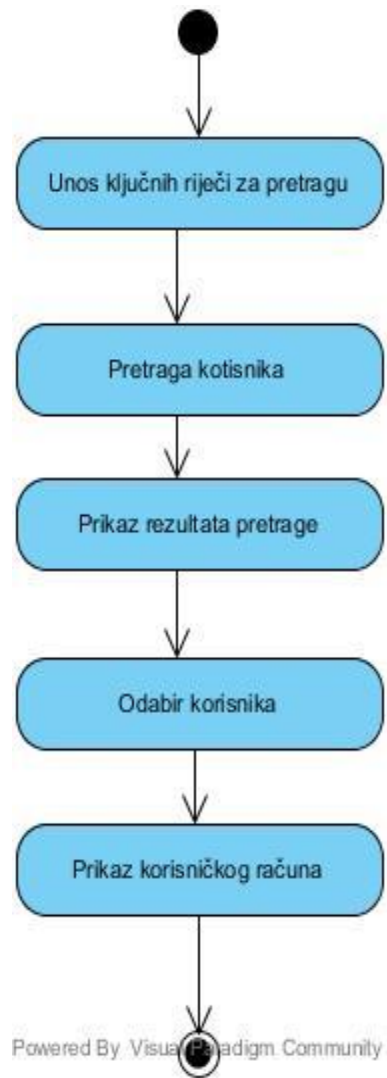 Unos ključnih riječi za pretragu
Pretraga kotisnika
Prikaz rezultata pretrage
Odabir korisnika
Prikaz korisničkog računa
Powered By Visual Paradigm Community